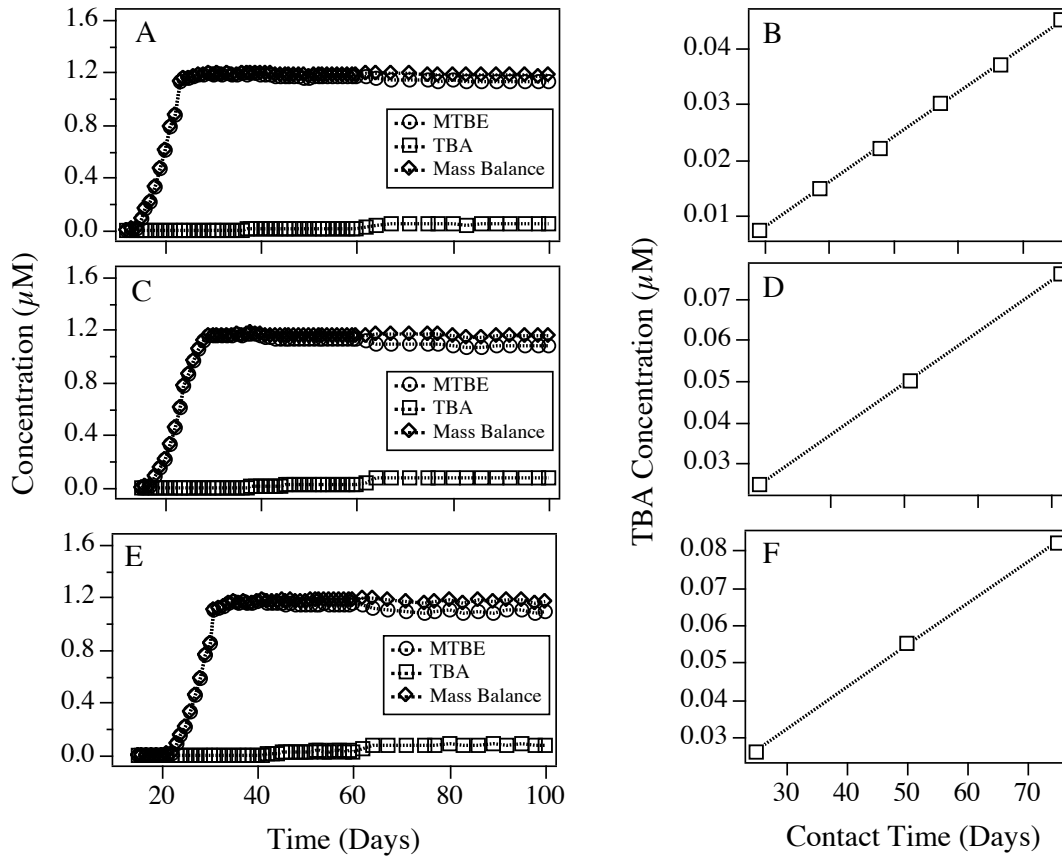 Concentration (µM)
A
1.6
1.2
0.8
0.4
0.0
MTBE
TBA
Mass Balance
C
1.6
1.2
0.8
0.4
0.0
MTBE
TBA
Mass Balance
E
1.6
1.2
0.8
0.4
0.0
MTBE
TBA
Mass Balance
20 40 60 80 100
Time (Days)
TBA Concentration (µM)
B
0.04
0.03
0.02
0.01
D
0.07
0.06
0.05
0.04
0.03
F
0.08
0.07
0.06
0.05
0.04
0.03
30 40 50 60 70
Contact Time (Days)